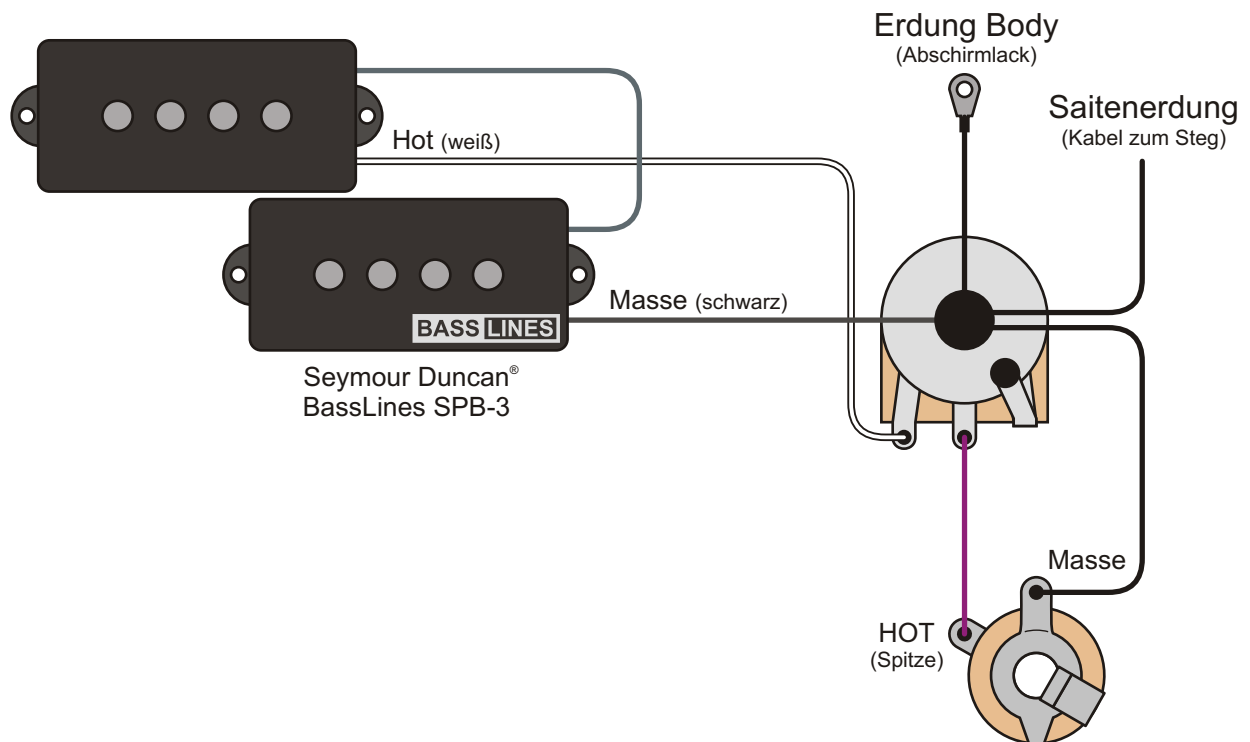 Erdung Body
(Abschirmlack)
Saitenerdung
(Kabel zum Steg)
Hot (weiß)
Masse (schwarz)
BASS LINES
Seymour Duncan®
BassLines SPB-3
Masse
HOT
(Spitze)